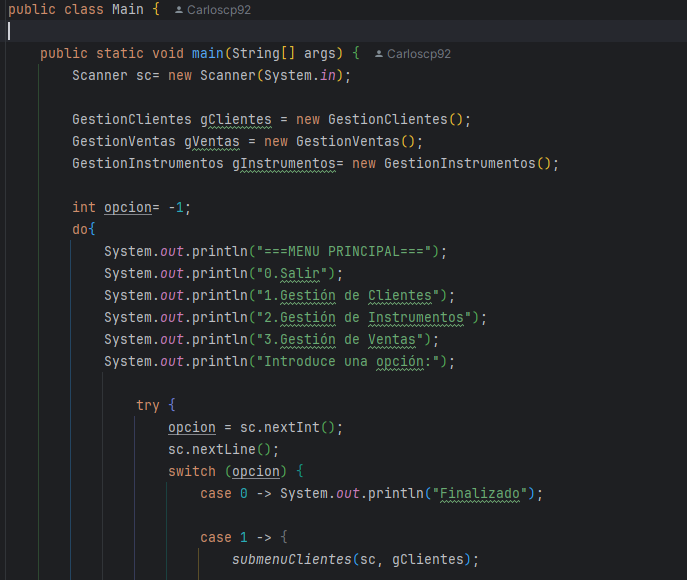 public class Main { Carloscp92
public static void main(String[] args) { Carloscp92
Scanner sc= new Scanner(System.in);
GestionClientes gClientes = new GestionClientes();
GestionVentas gVentas = new GestionVentas();
GestionInstrumentos gInstrumentos= new GestionInstrumentos();
int opcion= -1;
do{
System.out.println("===MENU PRINCIPAL===");
System.out.println("0.Salir");
System.out.println("1.Gestión de Clientes");
System.out.println("2.Gestión de Instrumentos");
System.out.println("3.Gestión de Ventas");
System.out.println("Introduce una opción:");
try {
opcion = sc.nextInt();
sc.nextLine();
switch (opcion) {
case 0 -> System.out.println("Finalizado");
case 1 -> {
submenuClientes(sc, gClientes);